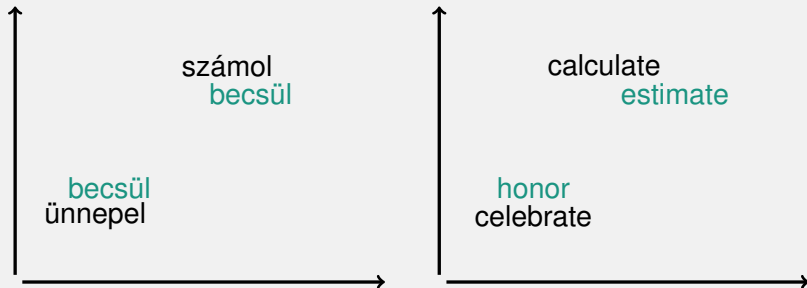 számol
becsül
becsül
ünnepel
calculate
estimate
honor
celebrate